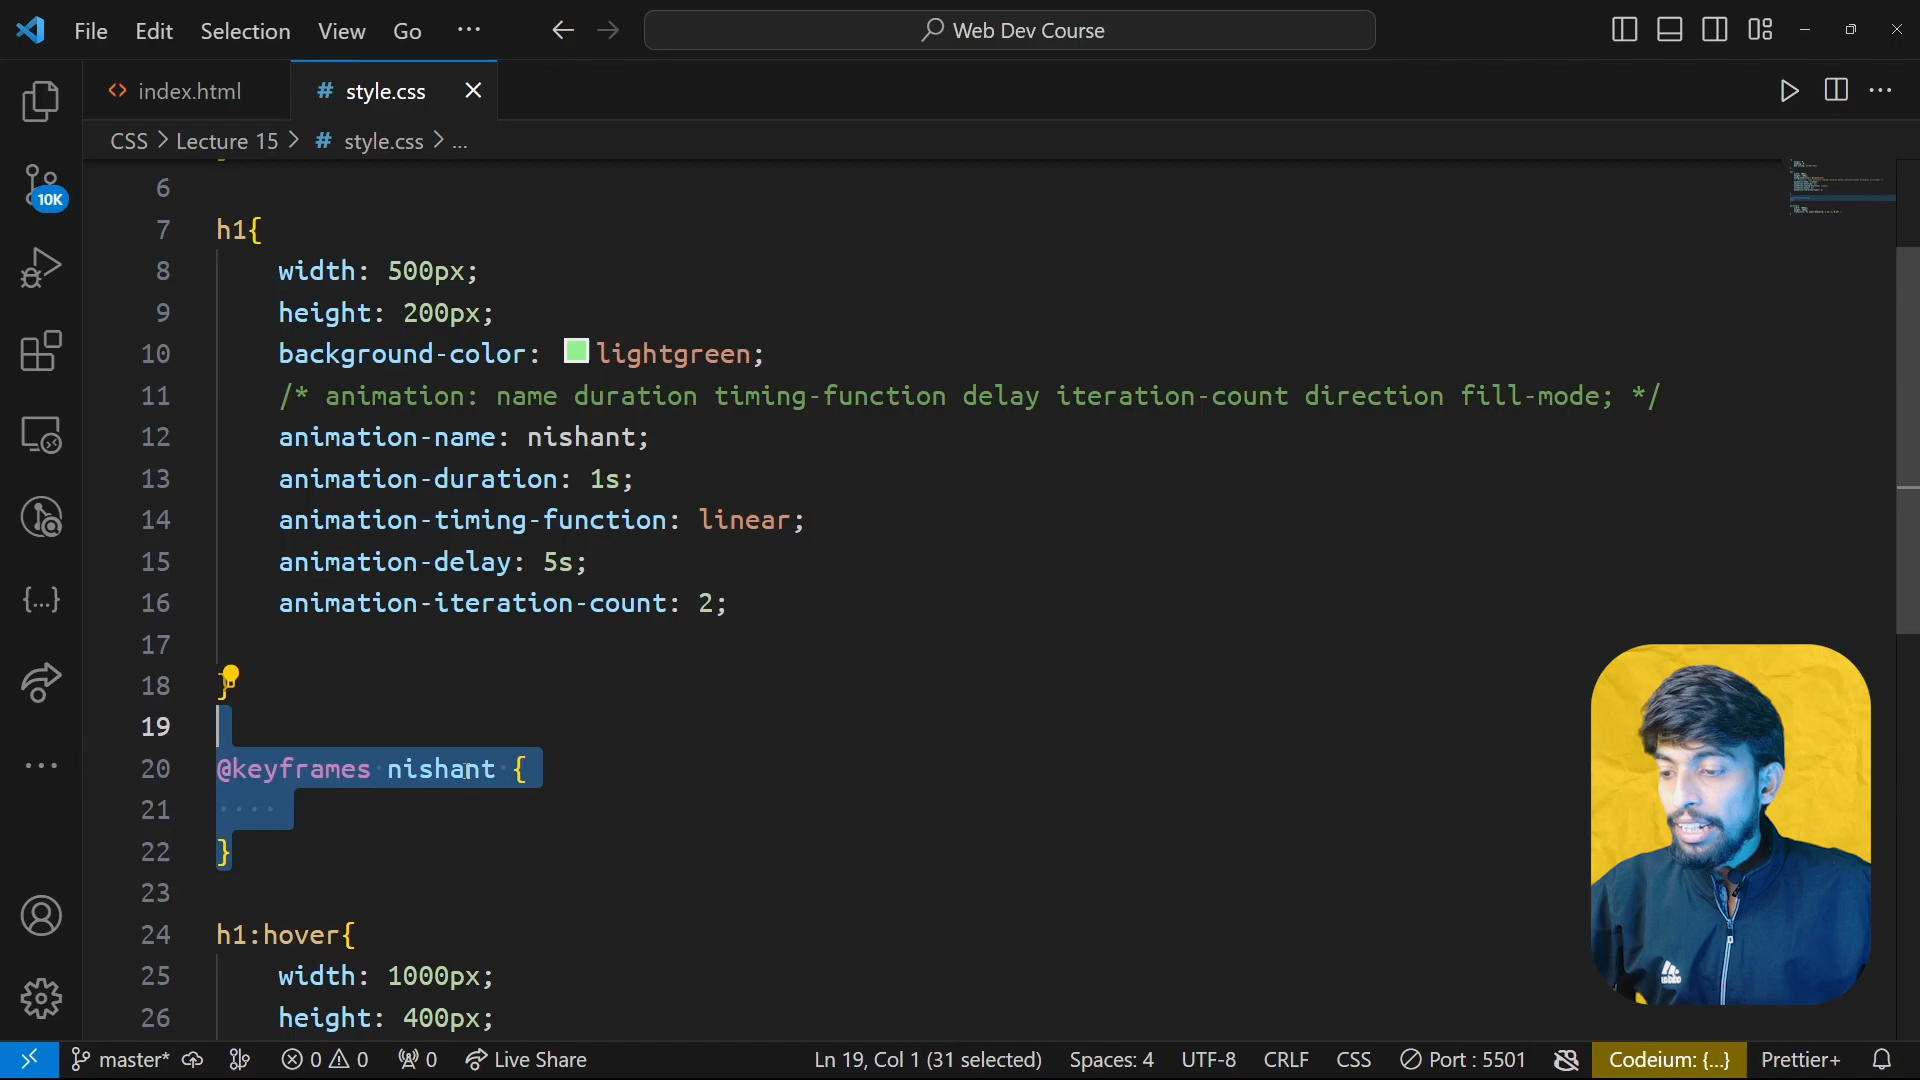 File Edit Selection View Go ... Web Dev Course
index.html # style.css
CSS > Lecture 15 > # style.css > ...
6
7 h1{
8 width: 500px;
9 height: 200px;
10 background-color: lightgreen;
11 /* animation: name duration timing-function delay iteration-count direction fill-mode; */
12 animation-name: nishant;
13 animation-duration: 1s;
14 animation-timing-function: linear;
15 animation-delay: 5s;
16 animation-iteration-count: 2;
17
18 }
19
20 @keyframes nishant {
21
22 }
23
24 h1:hover{
25 width: 1000px;
26 height: 400px;
10K
{...}
master* 0 0 0 Live Share Ln 19, Col 1 (31 selected) Spaces: 4 UTF-8 CRLF CSS Port : 5501 Codeium: {...} Prettier+